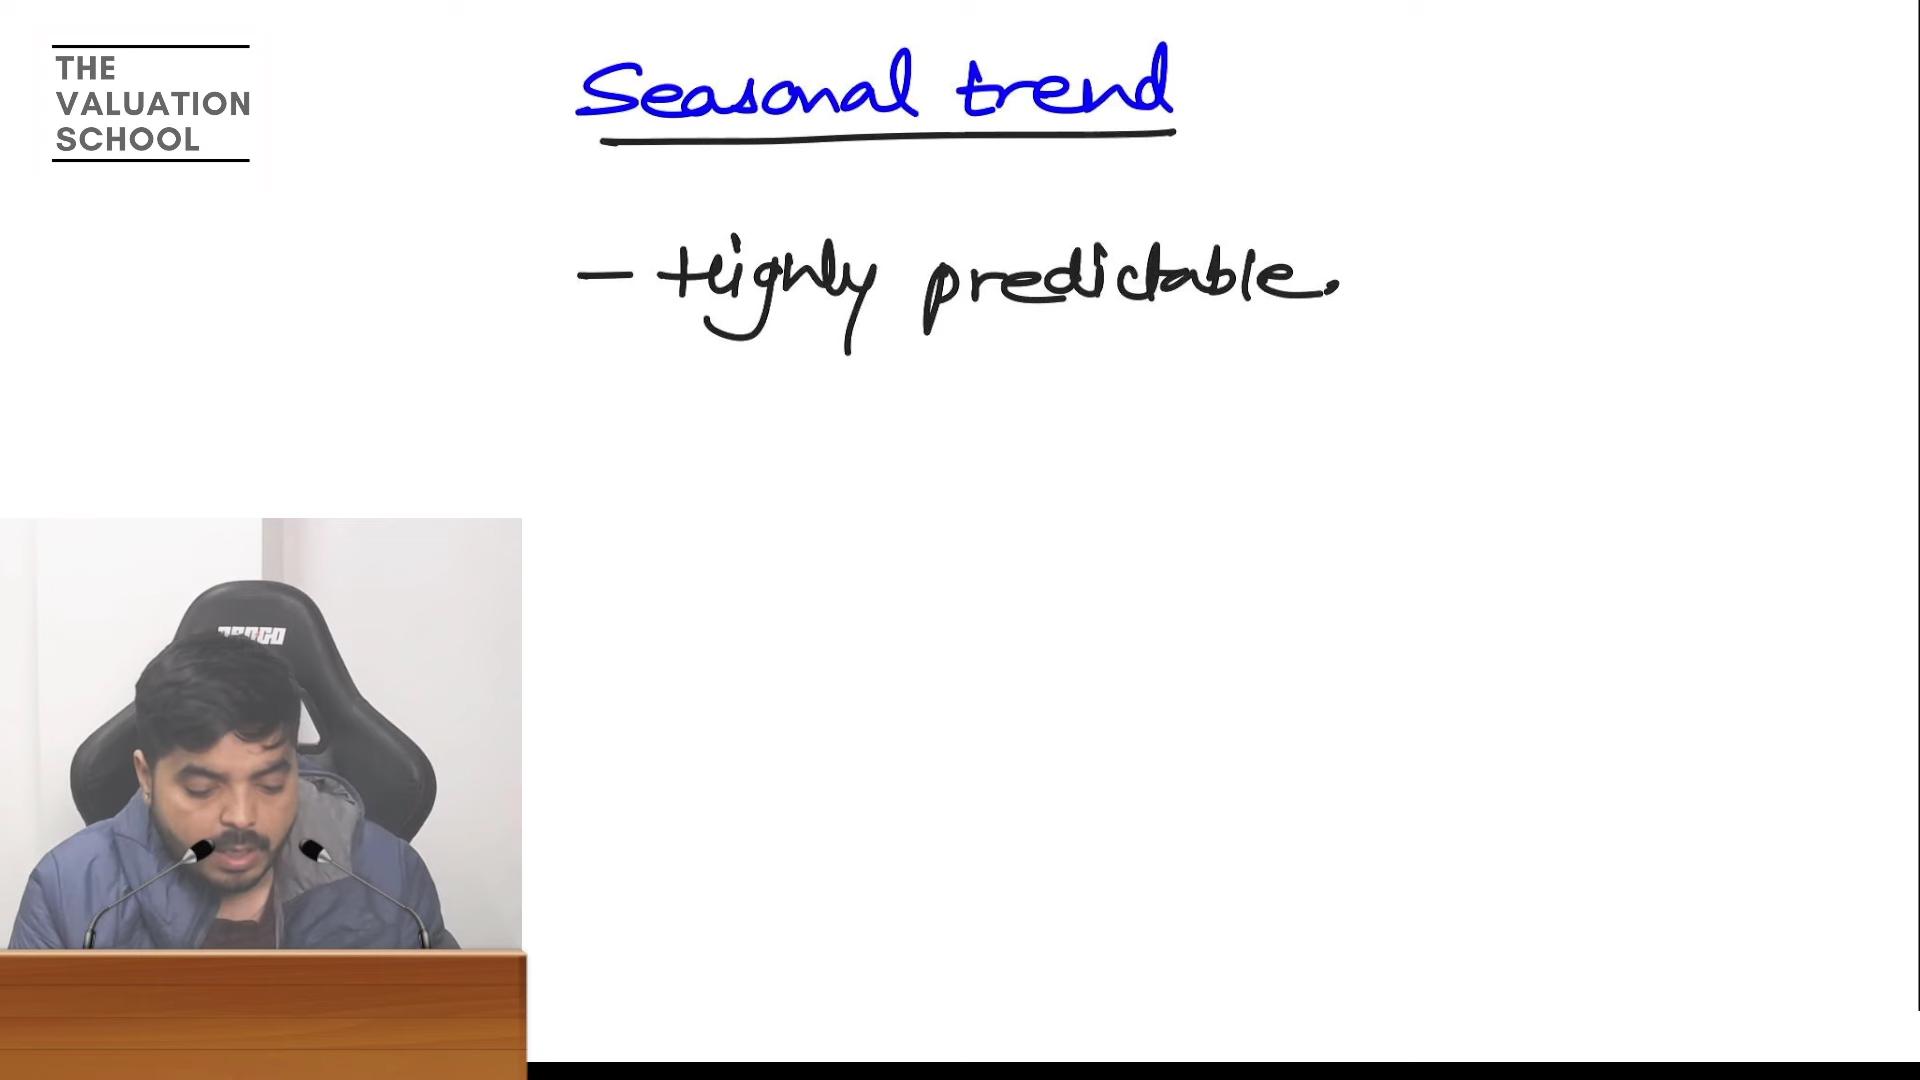 THE
VALUATION
SCHOOL
Seasonal trend
- Highly predictable.